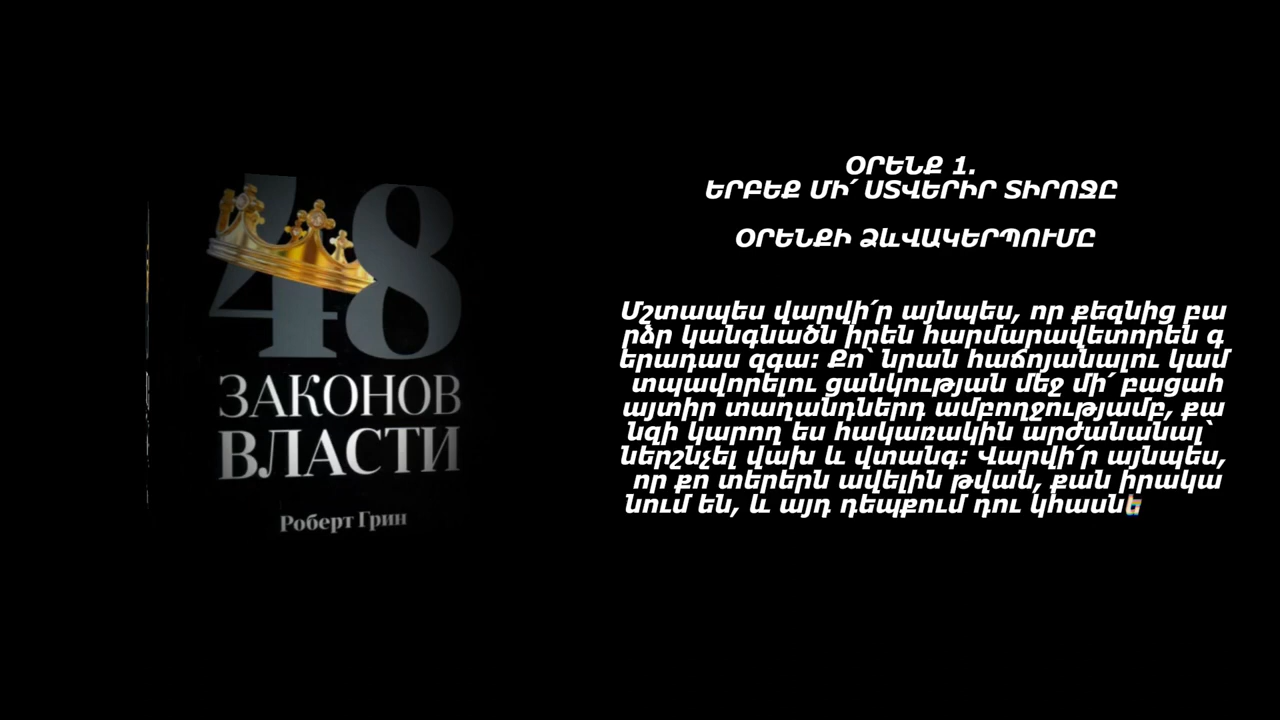 48
ЗАКОНОВ
ВЛАСТИ
Роберт Грин
ՕՐԵՆՔ 1.
ԵՐԲԵՔ ՄԻ՛ ՍՏՎԵՐԻՐ ՏԻՐՈՋԸ
ՕՐԵՆՔԻ ՁևՎԱԿԵՐՊՈՒՄԸ
Մշտապես վարվի՛ր այնպես, որ քեզնից բա
րձր կանգնածն իրեն հարմարավետորեն գ
երադաս զգա: Քո՝ նրան հաճոյանալու կամ
տպավորելու ցանկության մեջ մի՛ բացահ
այտիր տաղանդներդ ամբողջությամբ, քա
նզի կարող ես հակառակին արժանանալ՝
ներշնչել վախ և վտանգ: Վարվի՛ր այնպես,
որ քո տերերն ավելին թվան, քան իրակա
նում են, և այդ դեպքում դու կհասնե